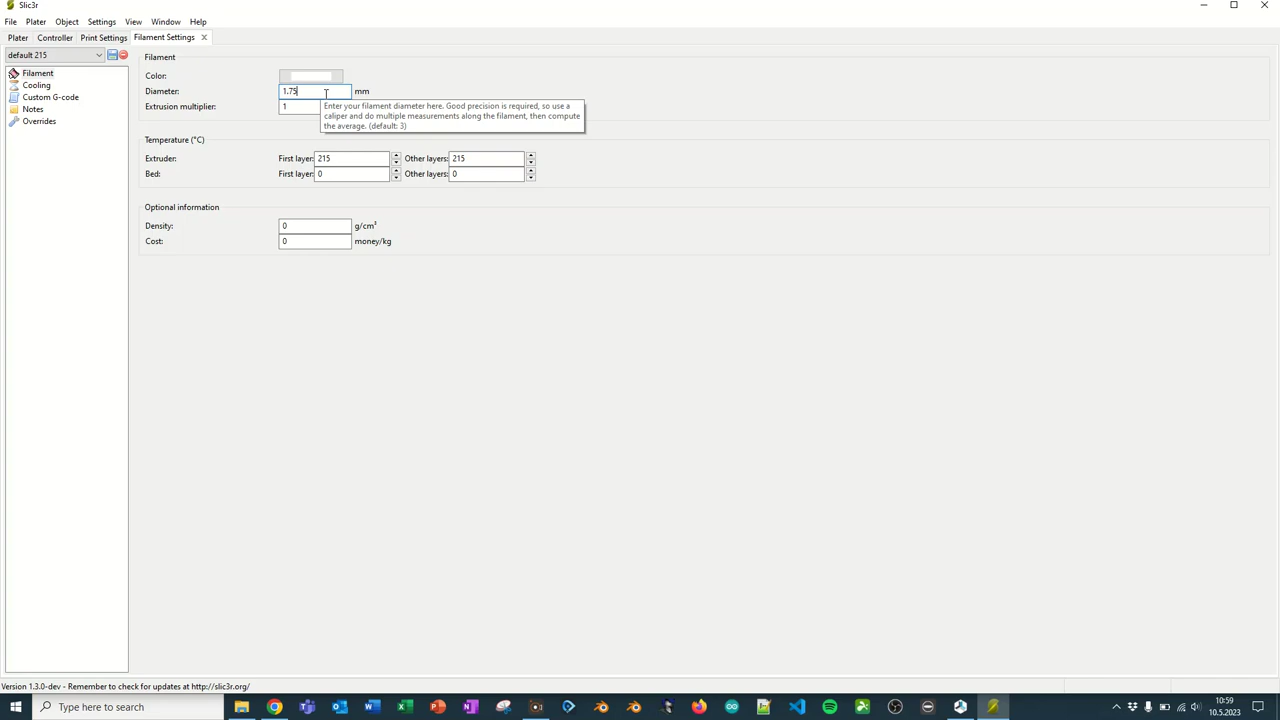 Slic3r
File Plater Object Settings View Window Help
Plater Controller Print Settings Filament Settings
default 215
Filament
Cooling
Custom G-code
Notes
Overrides
Filament
Color:
Diameter: 1.75 mm
Extrusion multiplier: 1
Enter your filament diameter here. Good precision is required, so use a
caliper and do multiple measurements along the filament, then compute
the average. (default: 3)
Temperature (°C)
Extruder: First layer: 215 Other layers: 215
Bed: First layer: 0 Other layers: 0
Optional information
Density: 0 g/cm³
Cost: 0 money/kg
Version 1.3.0-dev - Remember to check for updates at http://slic3r.org/
Type here to search
10:59
10.5.2023